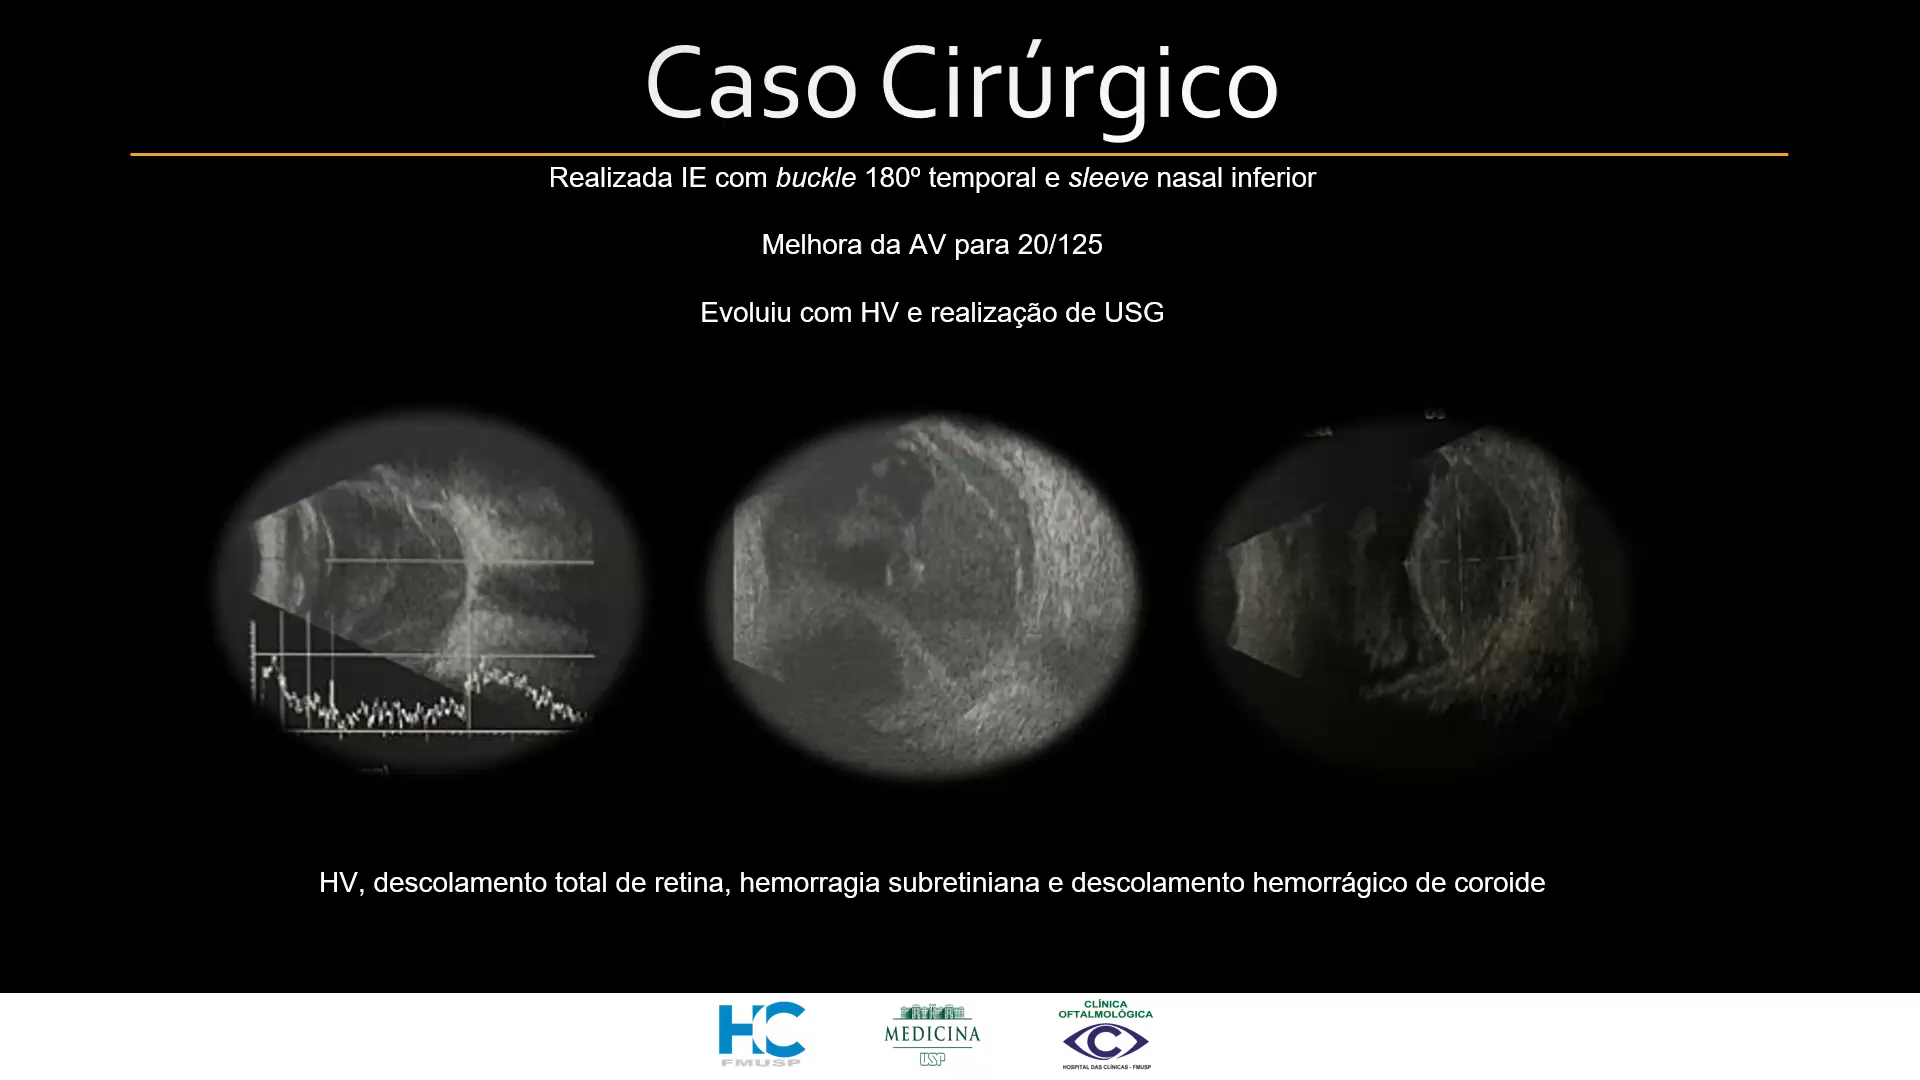 Caso Cirúrgico
Realizada IE com buckle 180º temporal e sleeve nasal inferior
Melhora da AV para 20/125
Evoluiu com HV e realização de USG
HV, descolamento total de retina, hemorragia subretiniana e descolamento hemorrágico de coroide
HC
FMUSP
MEDICINA
USP
CLÍNICA
OFTALMOLÓGICA
HOSPITAL DAS CLÍNICAS - FMUSP